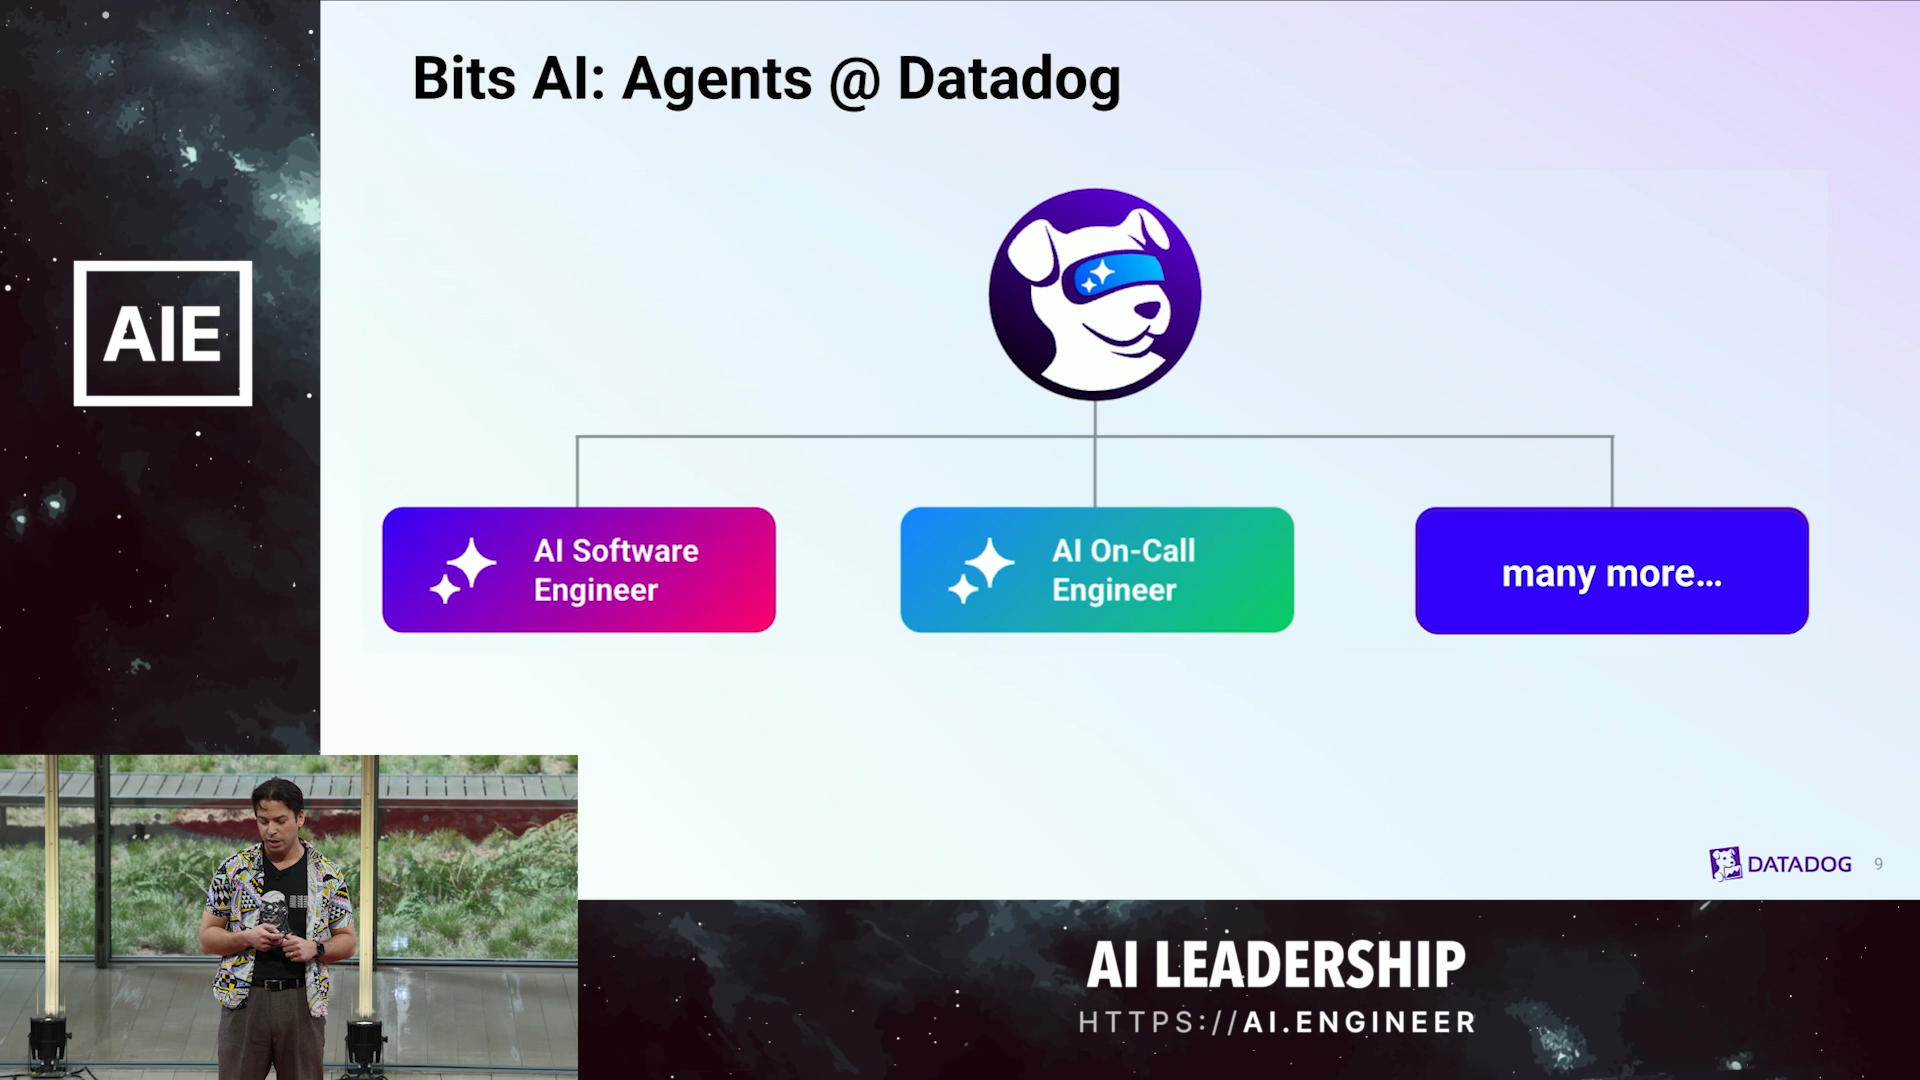 Bits AI: Agents @ Datadog
AIE
AI Software
Engineer
AI On-Call
Engineer
many more...
DATADOG
9
AI LEADERSHIP
HTTPS://AI.ENGINEER